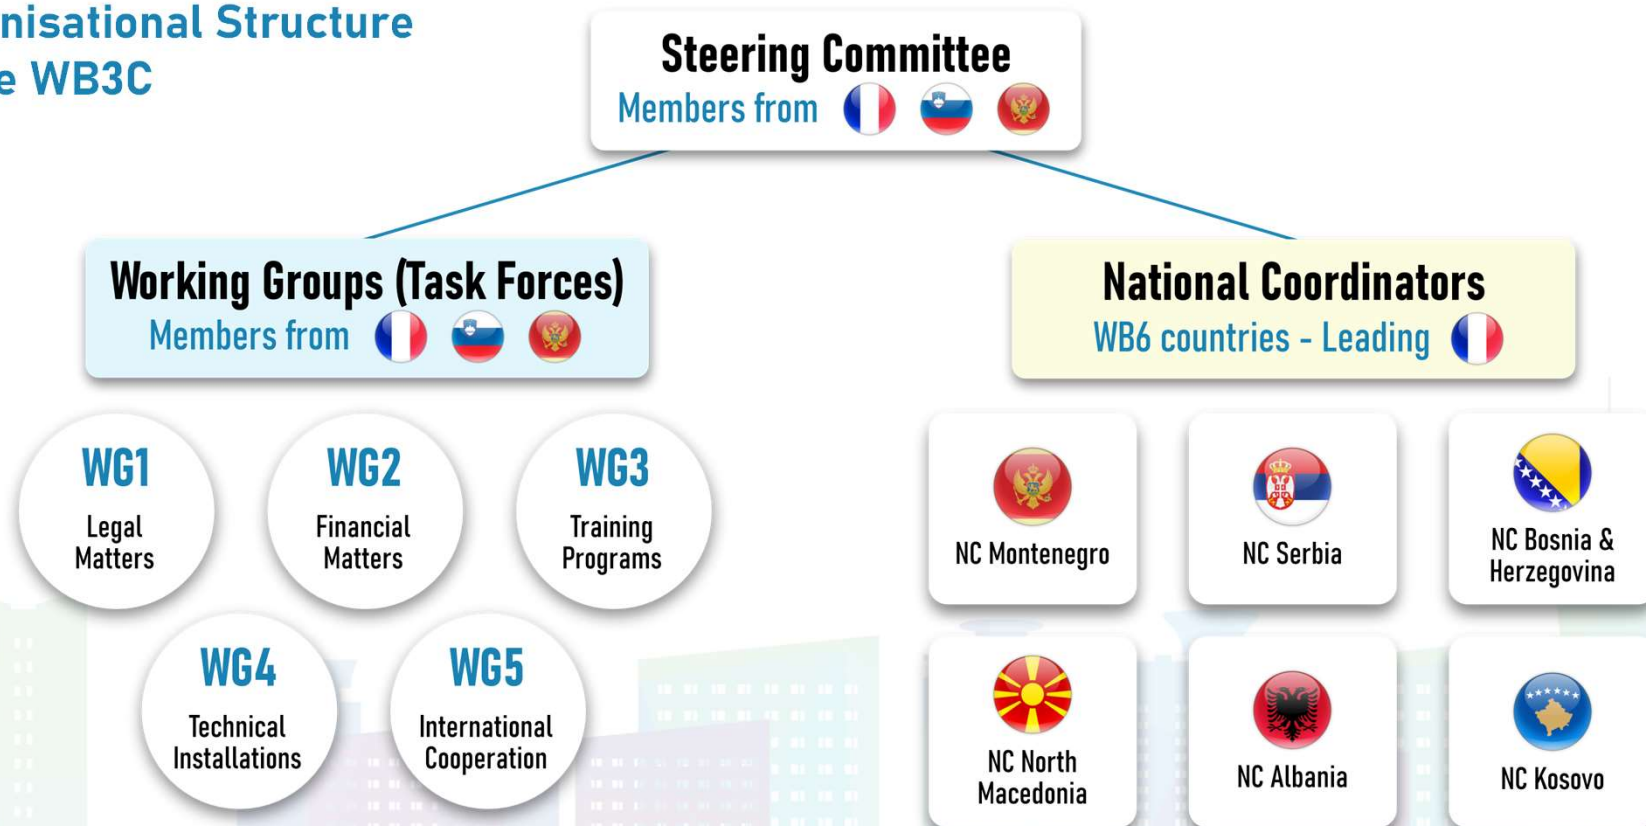 nisational Structure
e WB3C
Steering Committee
Members from
Working Groups (Task Forces)
Members from
National Coordinators
WB6 countries - Leading
WG1
Legal
Matters
WG2
Financial
Matters
WG3
Training
Programs
WG4
Technical
Installations
WG5
International
Cooperation
NC Montenegro
NC Serbia
NC Bosnia &
Herzegovina
NC North
Macedonia
NC Albania
NC Kosovo